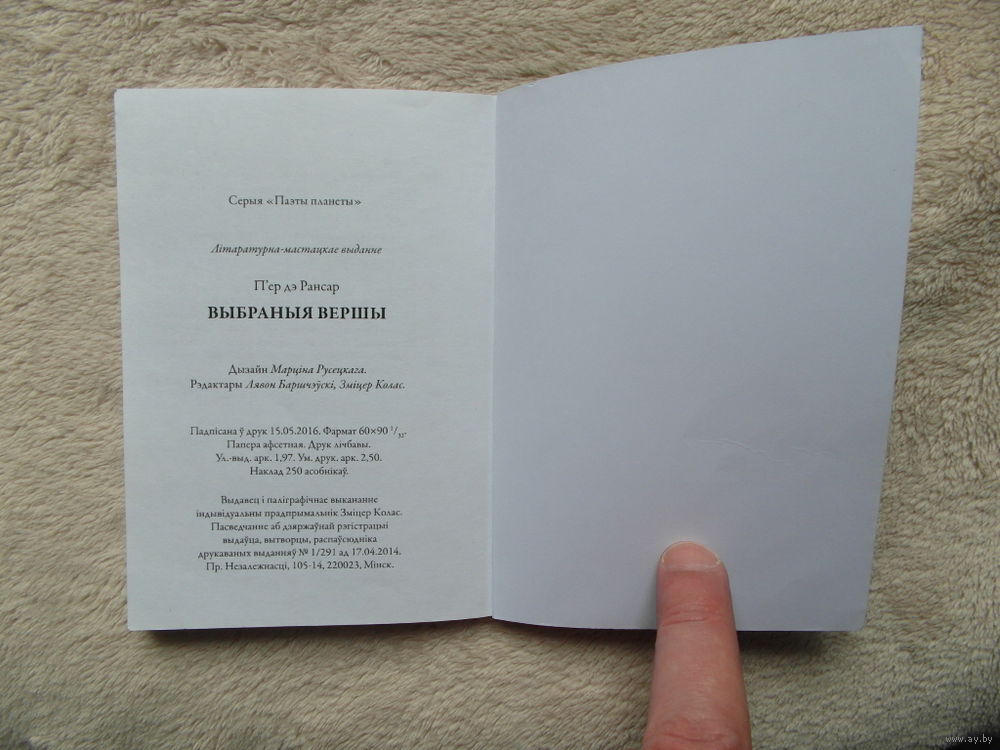 Серыя «Паэты планеты»
Літаратурна-мастацкае выданне
П'ер дэ Рансар
ВЫБРАНЫЯ ВЕРШЫ
Дызайн Марціна Русецкага.
Рэдактары Лявон Баршчэўскі, Зміцер Колас.
Падпісана ў друк 15.05.2016. Фармат 60×90 1/32.
Папера афсетная. Друк лічбавы.
Ул.-выд. арк. 1,97. Ум. друк. арк. 2,50.
Наклад 250 асобнікаў.
Выдавец і паліграфічнае выкананне
індывідуальны прадпрымальнік Зміцер Колас.
Пасведчанне аб дзяржаўнай рэгістрацыі
выдаўца, вытворцы, распаўсюдніка
друкаваных выданняў № 1/291 ад 17.04.2014.
Пр. Незалежнасці, 105-14, 220023, Мінск.
www.ay.by